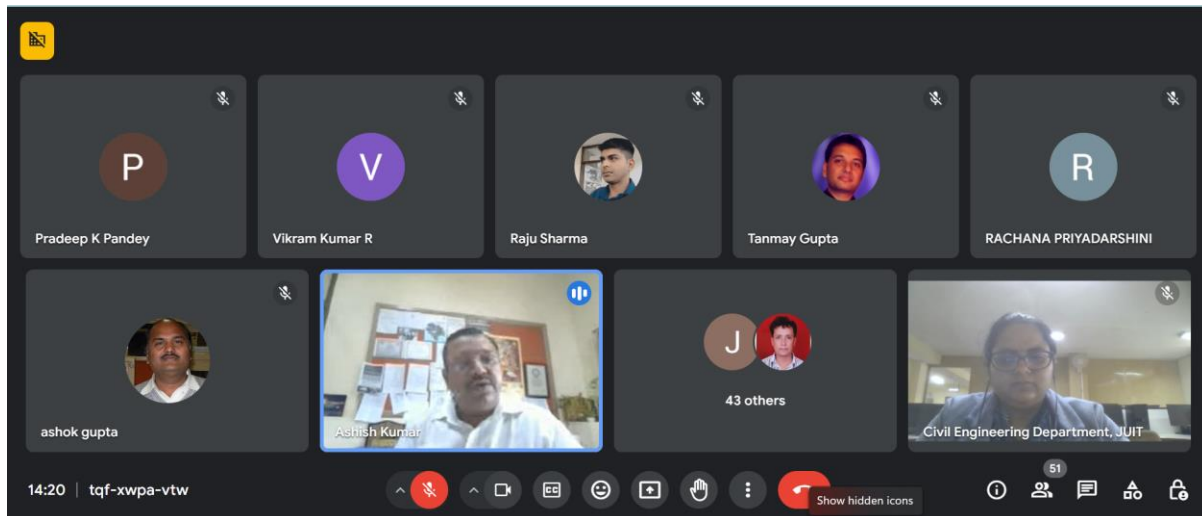 P
Pradeep K Pandey
V
Vikram Kumar R
Raju Sharma
Tanmay Gupta
R
RACHANA PRIYADARSHINI
ashok gupta
Ashish Kumar
J
43 others
Civil Engineering Department, JUIT
14:20 | tqf-xwpa-vtw
CC
Show hidden icons
51